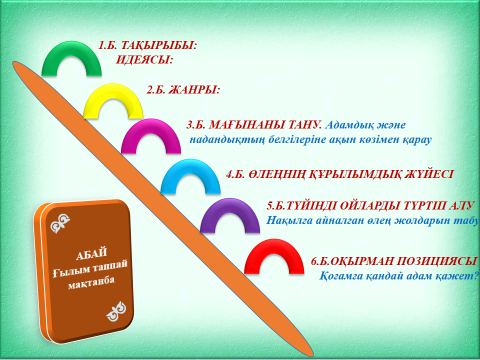 1.Б. ТАҚЫРЫБЫ:
ИДЕЯСЫ:
2.Б. ЖАНРЫ:
3.Б. МАҒЫНАНЫ ТАНУ. Адамдық және
надандықтың белгілеріне ақын көзімен қарау
4.Б. ӨЛЕҢНІҢ ҚҰРЫЛЫМДЫҚ ЖҮЙЕСІ
5.Б.ТҮЙІНДІ ОЙЛАРДЫ ТҮРТІП АЛУ
Нақылға айналған өлең жолдарын табу
6.Б.ОҚЫРМАН ПОЗИЦИЯСЫ
Қоғамға қандай адам қажет?
АБАЙ
Ғылым таппай
мақтанба